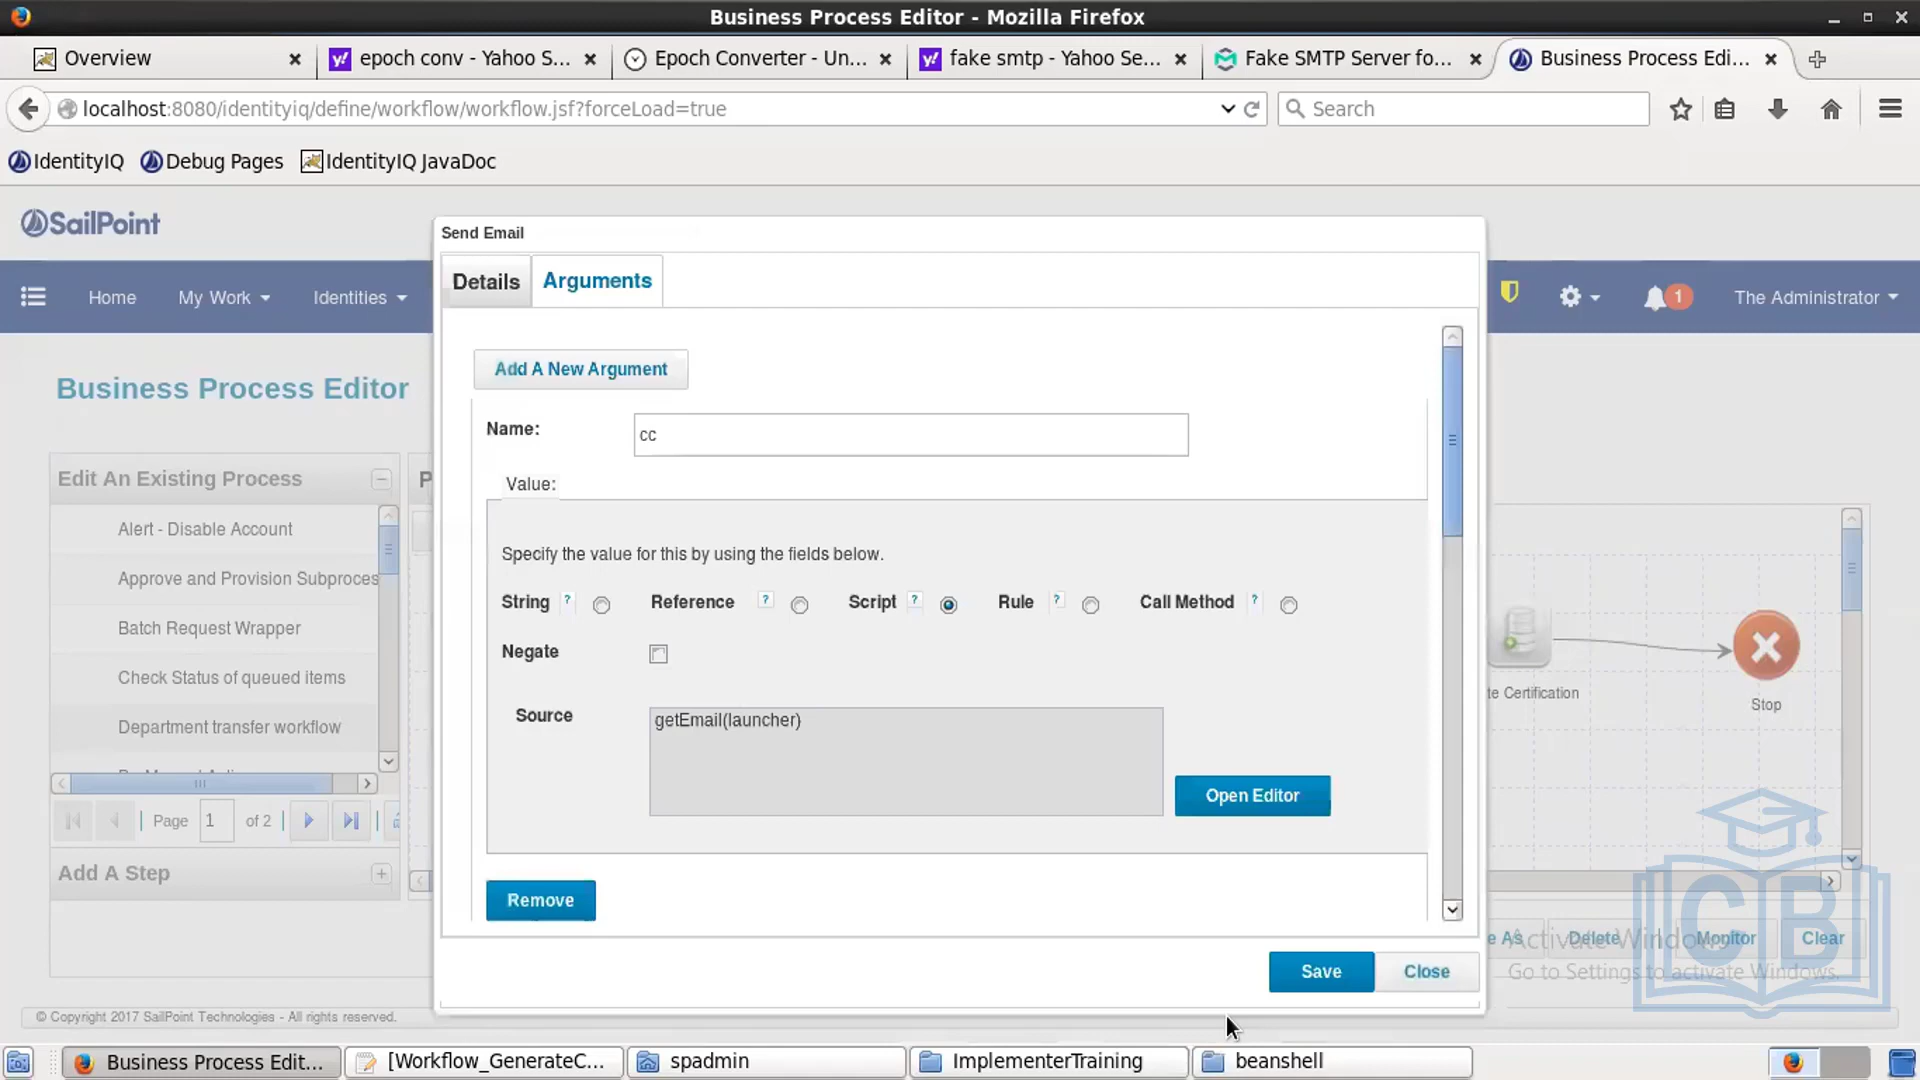 Business Process Editor - Mozilla Firefox
Overview
epoch conv - Yahoo S...
Epoch Converter - Un...
fake smtp - Yahoo Se...
Fake SMTP Server fo...
Business Process Edi...
localhost:8080/identityiq/define/workflow/workflow.jsf?forceLoad=true
Search
IdentityIQ
Debug Pages
IdentityIQ JavaDoc
SailPoint
Home
My Work
Identities
1
The Administrator
Send Email
Details
Arguments
Add A New Argument
Name:
cc
Value:
Specify the value for this by using the fields below.
String ?
Reference ?
Script ?
Rule ?
Call Method ?
Negate
Source
getEmail(launcher)
Open Editor
Remove
Save
Close
Business Process Editor
Edit An Existing Process
P
Alert - Disable Account
Approve and Provision Subproces
Batch Request Wrapper
Check Status of queued items
Department transfer workflow
Page 1 of 2
Add A Step
te Certification
Stop
e As
Delete
Monitor
Clear
Activate Windows
Go to Settings to activate Windows.
CB
© Copyright 2017 SailPoint Technologies - All rights reserved.
Business Process Edit...
[Workflow_GenerateC...
spadmin
ImplementerTraining
beanshell